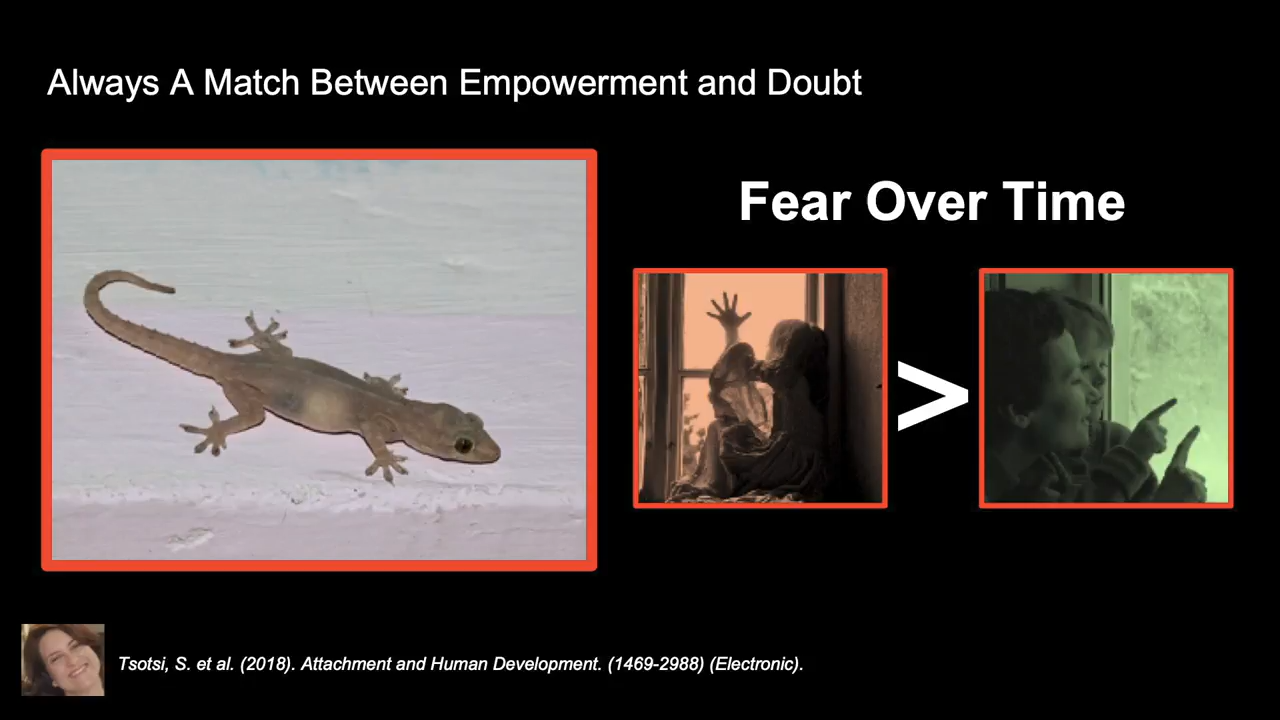 Always A Match Between Empowerment and Doubt
Fear Over Time
>
Tsotsi, S. et al. (2018). Attachment and Human Development. (1469-2988) (Electronic).